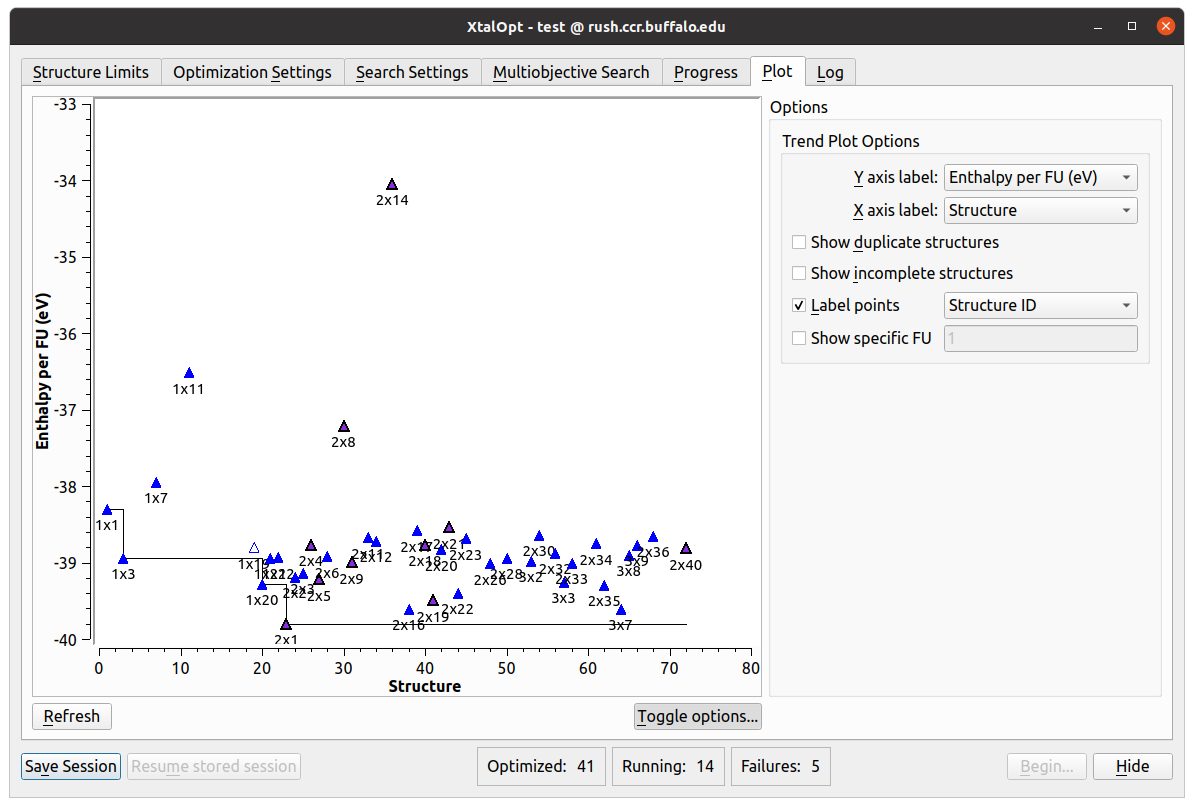 XtalOpt - test @ rush.ccr.buffalo.edu
Structure Limits
Optimization Settings
Search Settings
Multiobjective Search
Progress
Plot
Log
Options
Trend Plot Options
Y axis label: Enthalpy per FU (eV)
X axis label: Structure
Show duplicate structures
Show incomplete structures
Label points Structure ID
Show specific FU 1
Enthalpy per FU (eV)
-33
-34
-35
-36
-37
-38
-39
-40
2x14
1x11
2x8
1x7
1x1
1x3
1x20
2x1
2x4
2x6
2x5
2x9
2x12
2x18
2x21
2x20
2x23
2x16
2x19
2x22
2x28
2x30
3x2
2x33
3x3
2x34
2x35
3x7
3x8
3x9
2x36
2x40
0 10 20 30 40 50 60 70 80
Structure
Refresh
Toggle options...
Save Session
Resume stored session
Optimized: 41
Running: 14
Failures: 5
Begin...
Hide